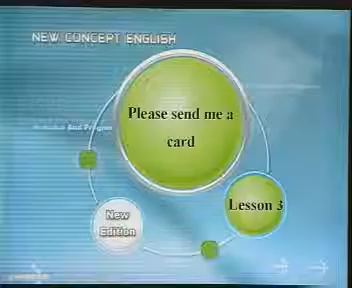 NEW CONCEPT ENGLISH
Please send me a
card
Lesson 3
New
Edition